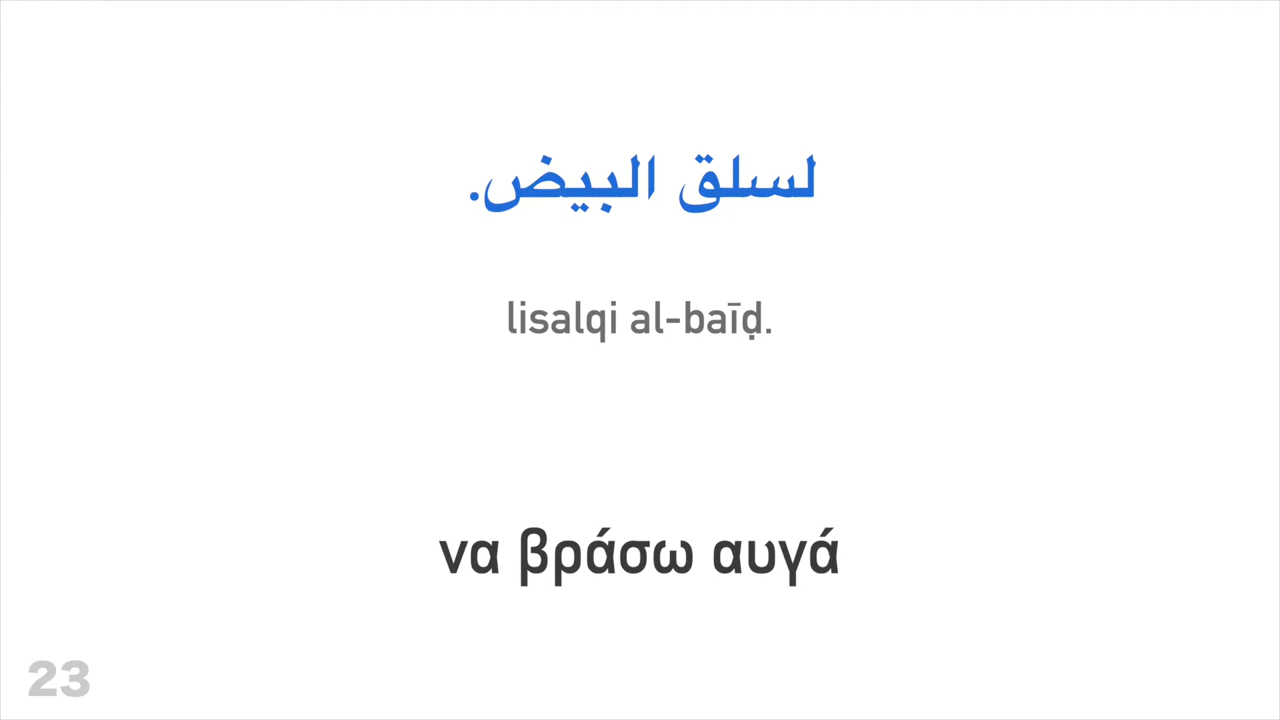 لسلق البيض.
lisalqi al-baīḍ.
να βράσω αυγά
23